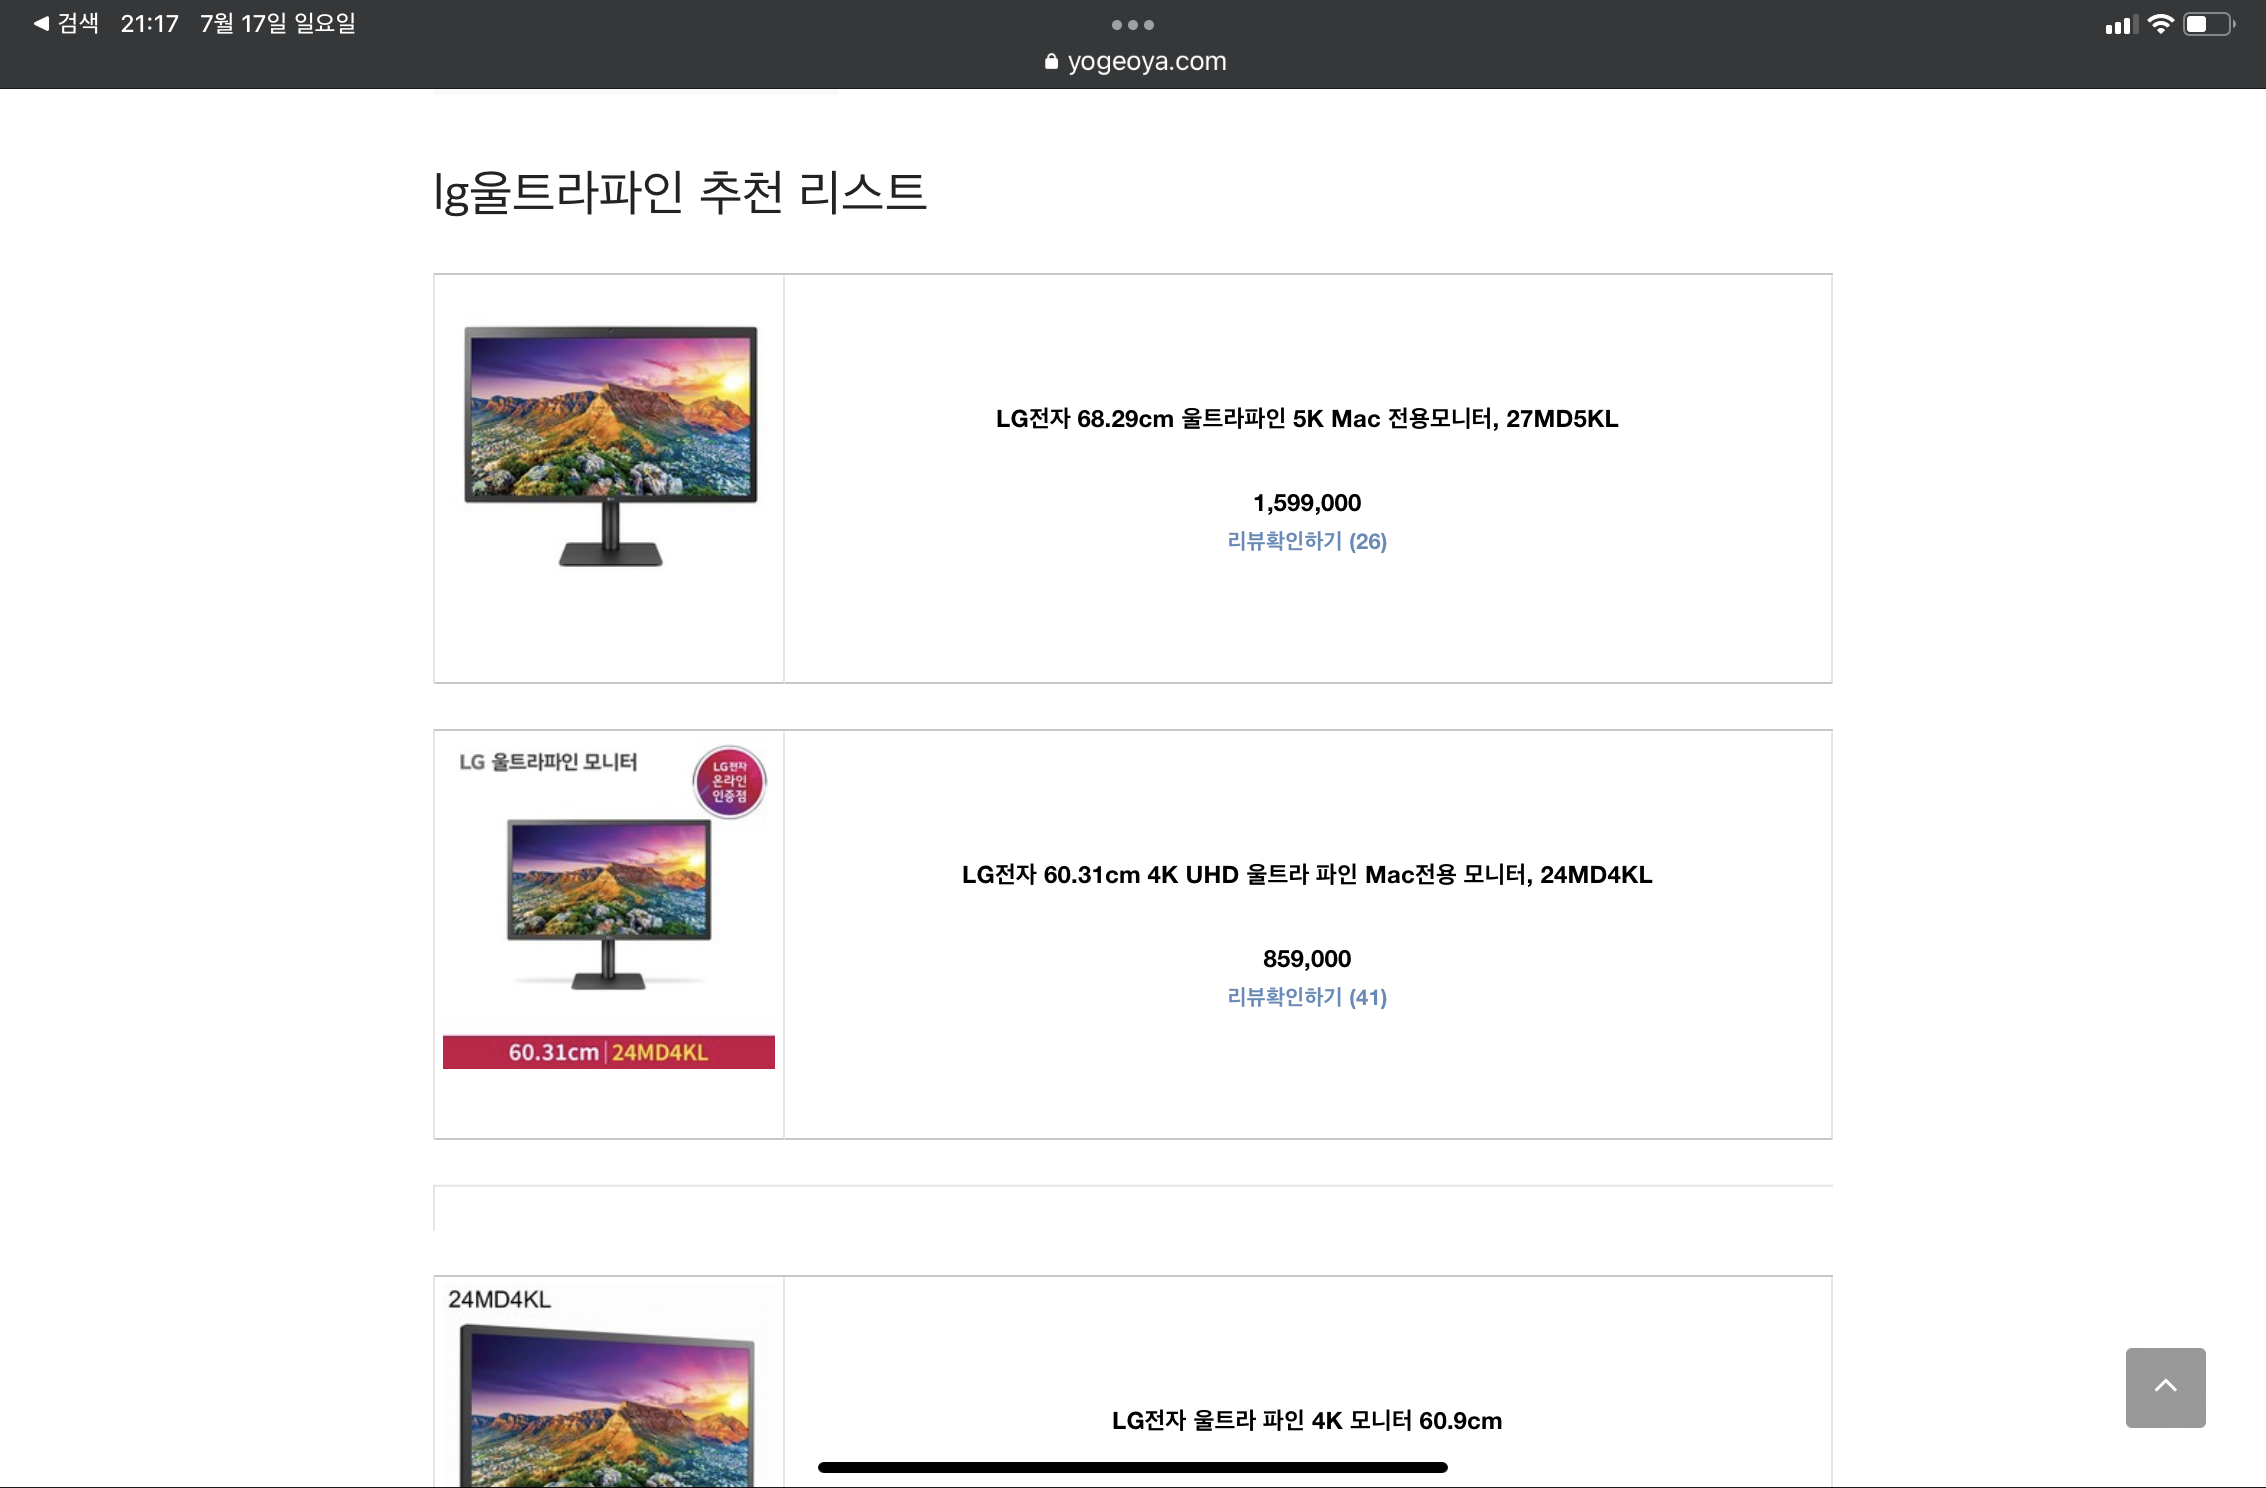 ◀ 검색 21:17 7월 17일 일요일
yogeoya.com
lg울트라파인 추천 리스트
LG전자 68.29cm 울트라파인 5K Mac 전용모니터, 27MD5KL
1,599,000
리뷰확인하기 (26)
LG 울트라파인 모니터
LG전자
온라인
인증점
60.31cm|24MD4KL
LG전자 60.31cm 4K UHD 울트라 파인 Mac전용 모니터, 24MD4KL
859,000
리뷰확인하기 (41)
24MD4KL
LG전자 울트라 파인 4K 모니터 60.9cm